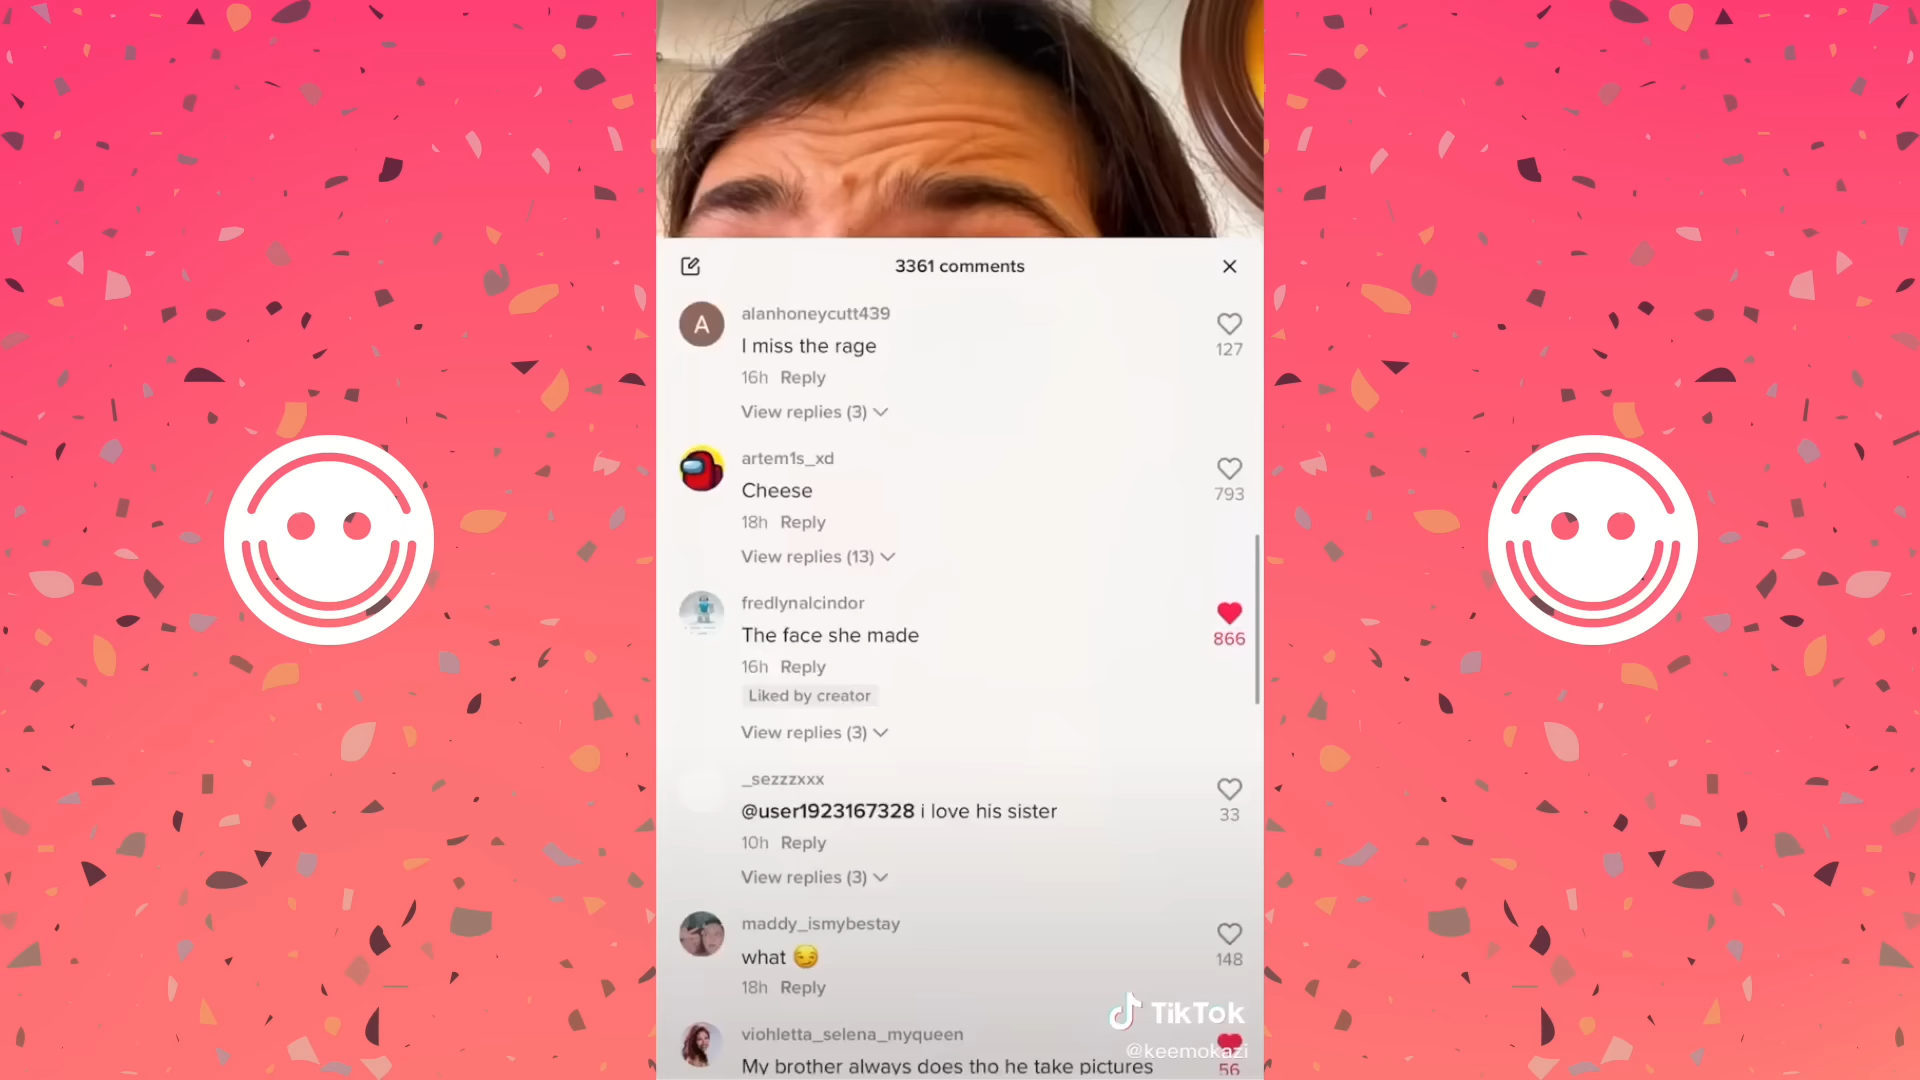 3361 comments
A
alanhoneycutt439
I miss the rage
127
16h Reply
View replies (3)
artem1s_xd
Cheese
793
18h Reply
View replies (13)
fredlynalcindor
The face she made
866
16h Reply
Liked by creator
View replies (3)
_sezzzxxx
@user1923167328 i love his sister
33
10h Reply
View replies (3)
maddy_ismybestay
what 😏
148
18h Reply
TikTok
viohletta_selena_myqueen
@keemokazi
My brother always does tho he take pictures
56